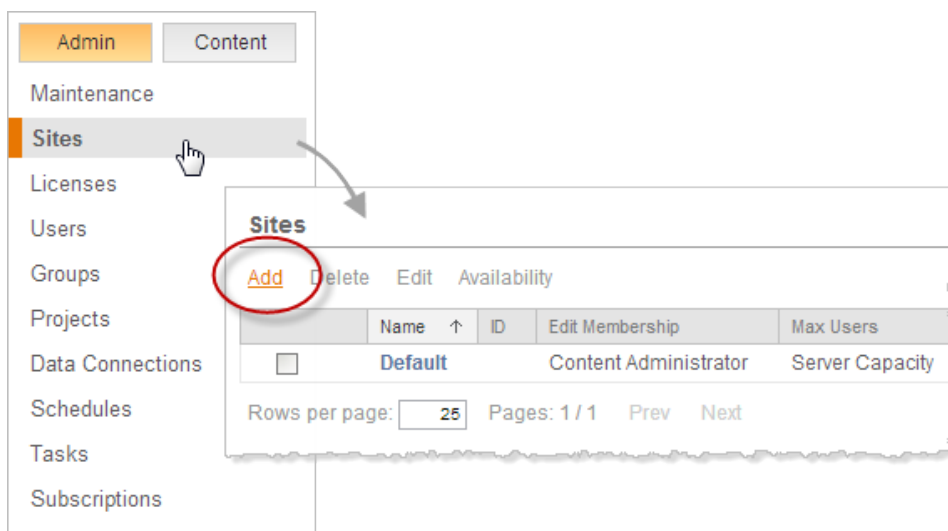 Admin Content
Maintenance
Sites
Licenses
Users
Groups
Projects
Data Connections
Schedules
Tasks
Subscriptions
Sites
Add Delete Edit Availability
Name ↑ ID Edit Membership Max Users
Default Content Administrator Server Capacity
Rows per page: 25 Pages: 1 / 1 Prev Next